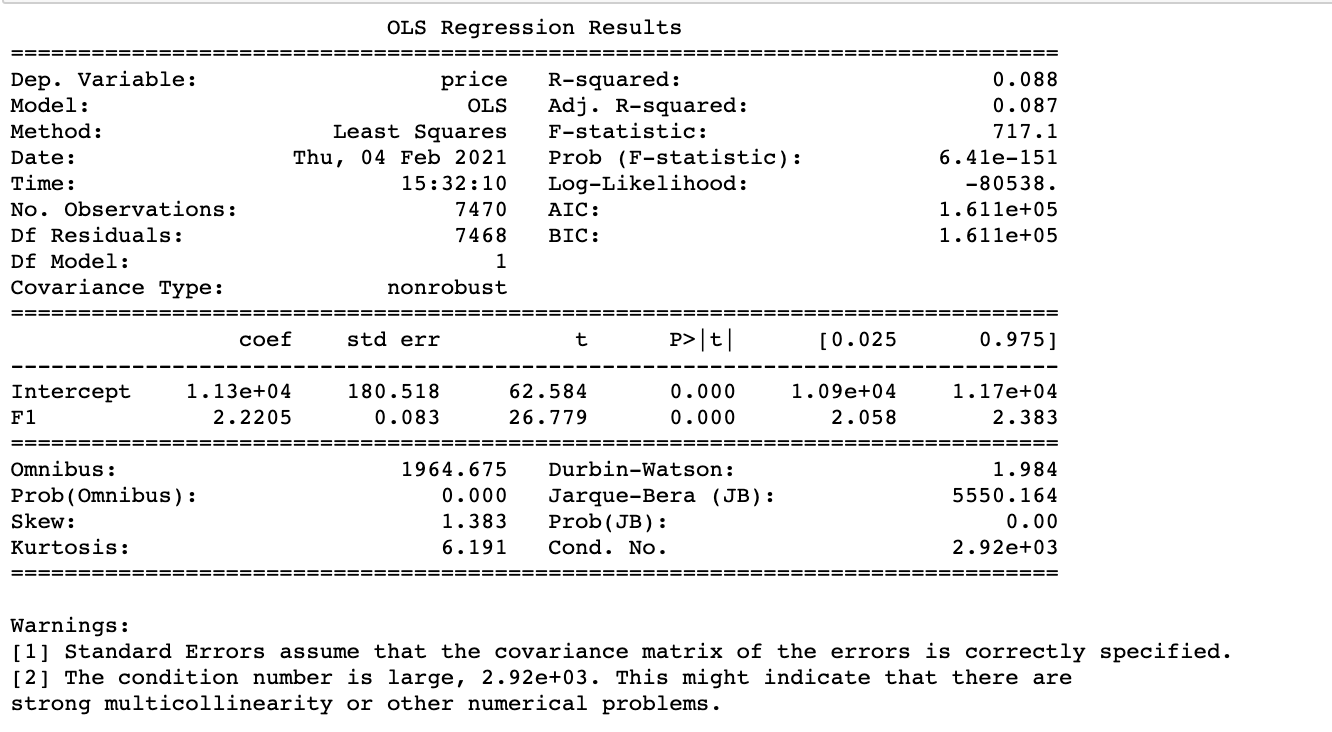 OLS Regression Results
==============================================================================
Dep. Variable:                  price   R-squared:                       0.088
Model:                            OLS   Adj. R-squared:                  0.087
Method:                 Least Squares   F-statistic:                     717.1
Date:                Thu, 04 Feb 2021   Prob (F-statistic):          6.41e-151
Time:                        15:32:10   Log-Likelihood:                -80538.
No. Observations:                7470   AIC:                         1.611e+05
Df Residuals:                    7468   BIC:                         1.611e+05
Df Model:                           1
Covariance Type:            nonrobust
==============================================================================
                 coef    std err          t      P>|t|      [0.025      0.975]
------------------------------------------------------------------------------
Intercept    1.13e+04    180.518     62.584      0.000    1.09e+04    1.17e+04
F1             2.2205      0.083     26.779      0.000       2.058       2.383
==============================================================================
Omnibus:                     1964.675   Durbin-Watson:                   1.984
Prob(Omnibus):                  0.000   Jarque-Bera (JB):             5550.164
Skew:                           1.383   Prob(JB):                         0.00
Kurtosis:                       6.191   Cond. No.                     2.92e+03
==============================================================================
Warnings:
[1] Standard Errors assume that the covariance matrix of the errors is correctly specified.
[2] The condition number is large, 2.92e+03. This might indicate that there are
strong multicollinearity or other numerical problems.